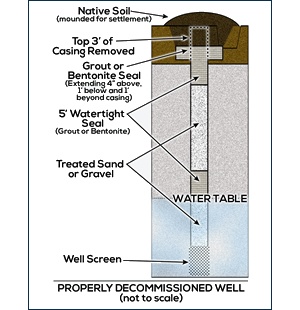 Native Soil
(mounded for settlement)
Top 3' of
Casing Removed
Grout or
Bentonite Seal
(Extending 4" above,
1' below and 1'
beyond casing)
5' Watertight
Seal
(Grout or Bentonite)
Treated Sand
or Gravel
WATER TABLE
Well Screen
PROPERLY DECOMMISSIONED WELL
(not to scale)